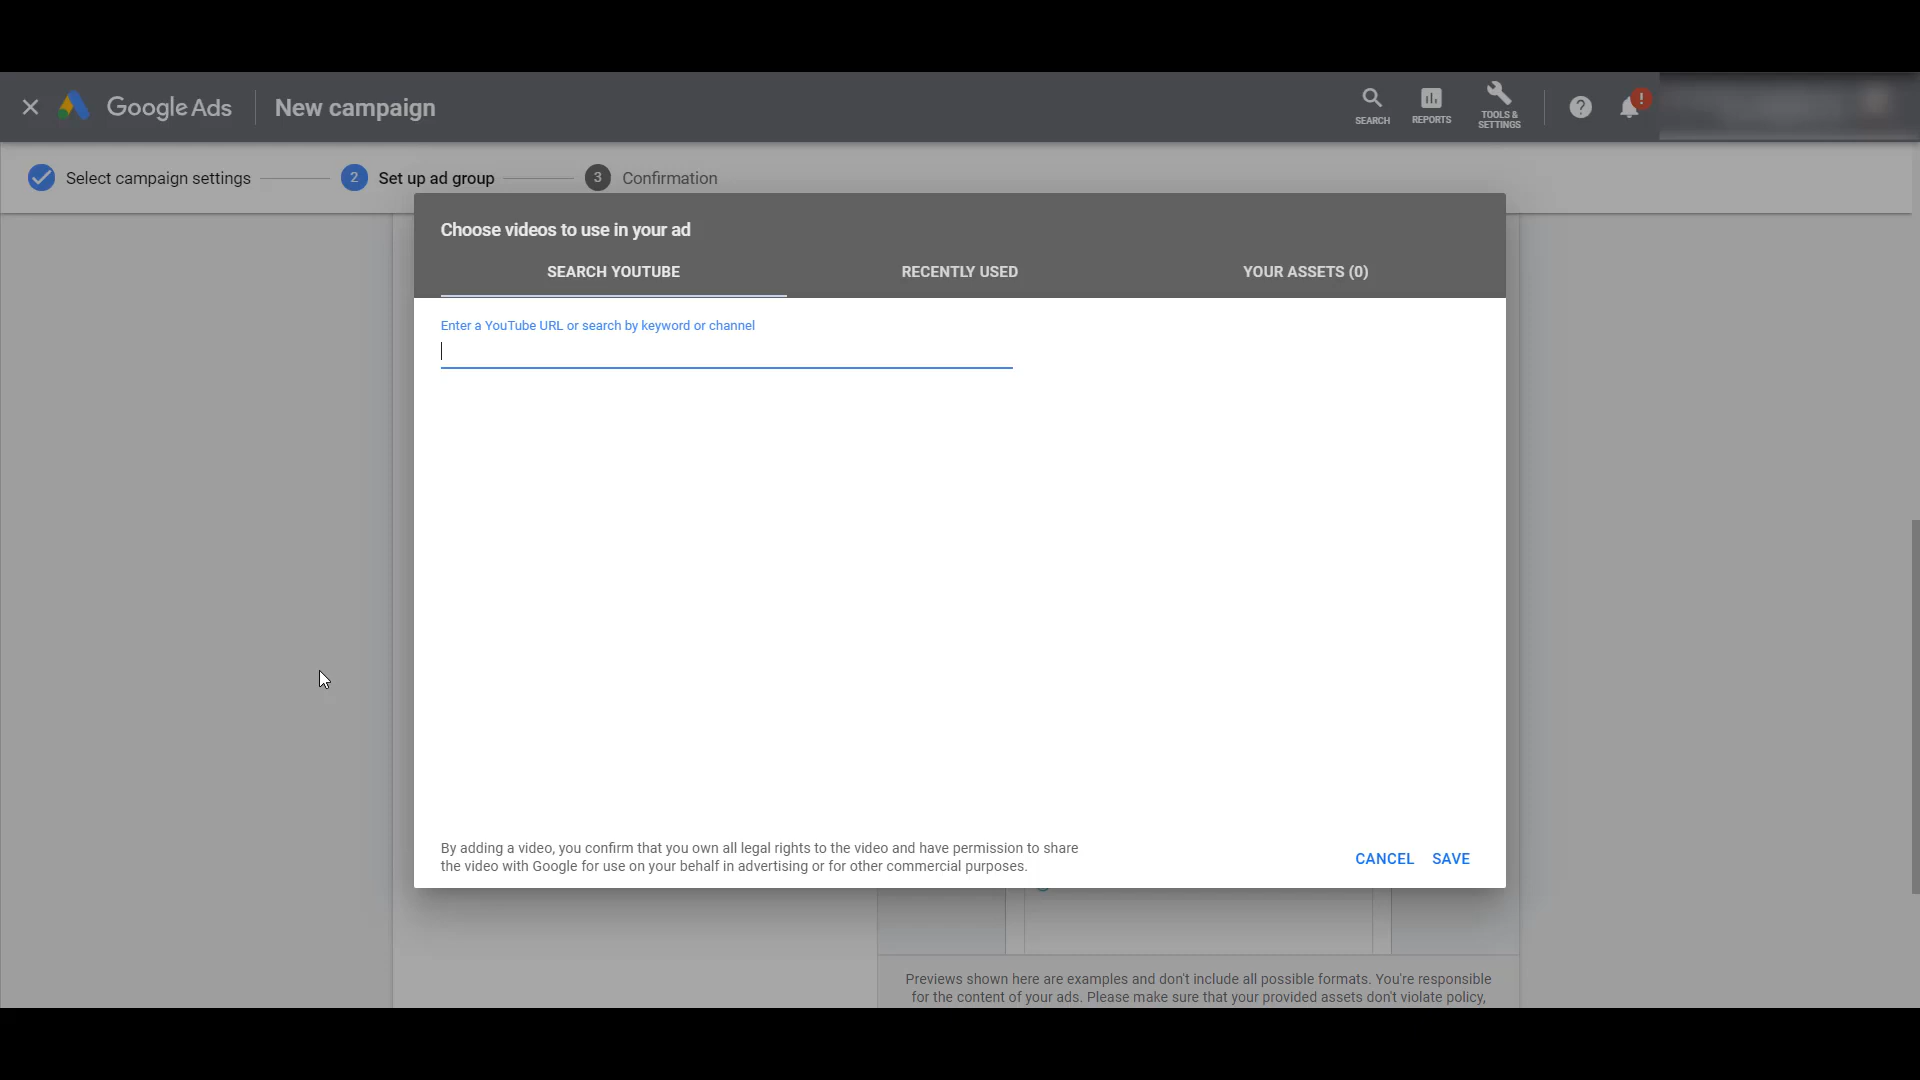 Google Ads
New campaign
SEARCH
REPORTS
TOOLS &
SETTINGS
?
!
Select campaign settings
2
Set up ad group
3
Confirmation
Choose videos to use in your ad
SEARCH YOUTUBE
RECENTLY USED
YOUR ASSETS (0)
Enter a YouTube URL or search by keyword or channel
By adding a video, you confirm that you own all legal rights to the video and have permission to share
the video with Google for use on your behalf in advertising or for other commercial purposes.
CANCEL
SAVE
Previews shown here are examples and don't include all possible formats. You're responsible
for the content of your ads. Please make sure that your provided assets don't violate policy,